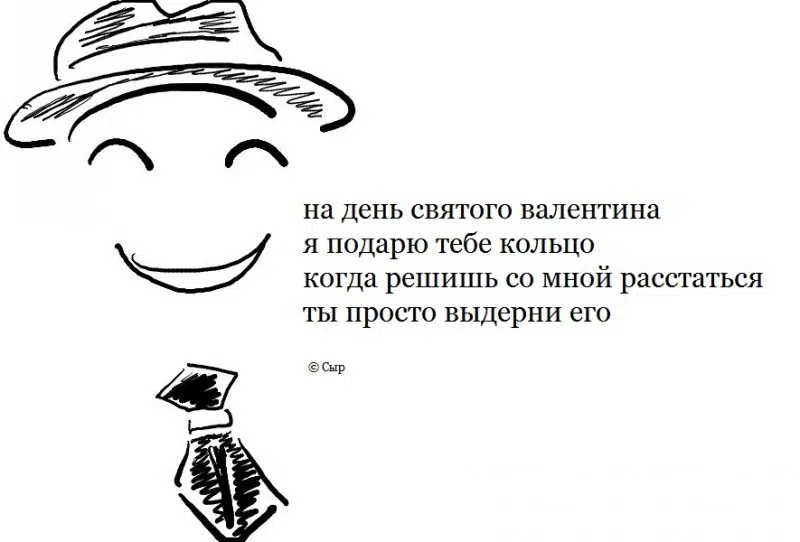 на день святого валентина
я подарю тебе кольцо
когда решишь со мной расстаться
ты просто выдерни его
© Сыр